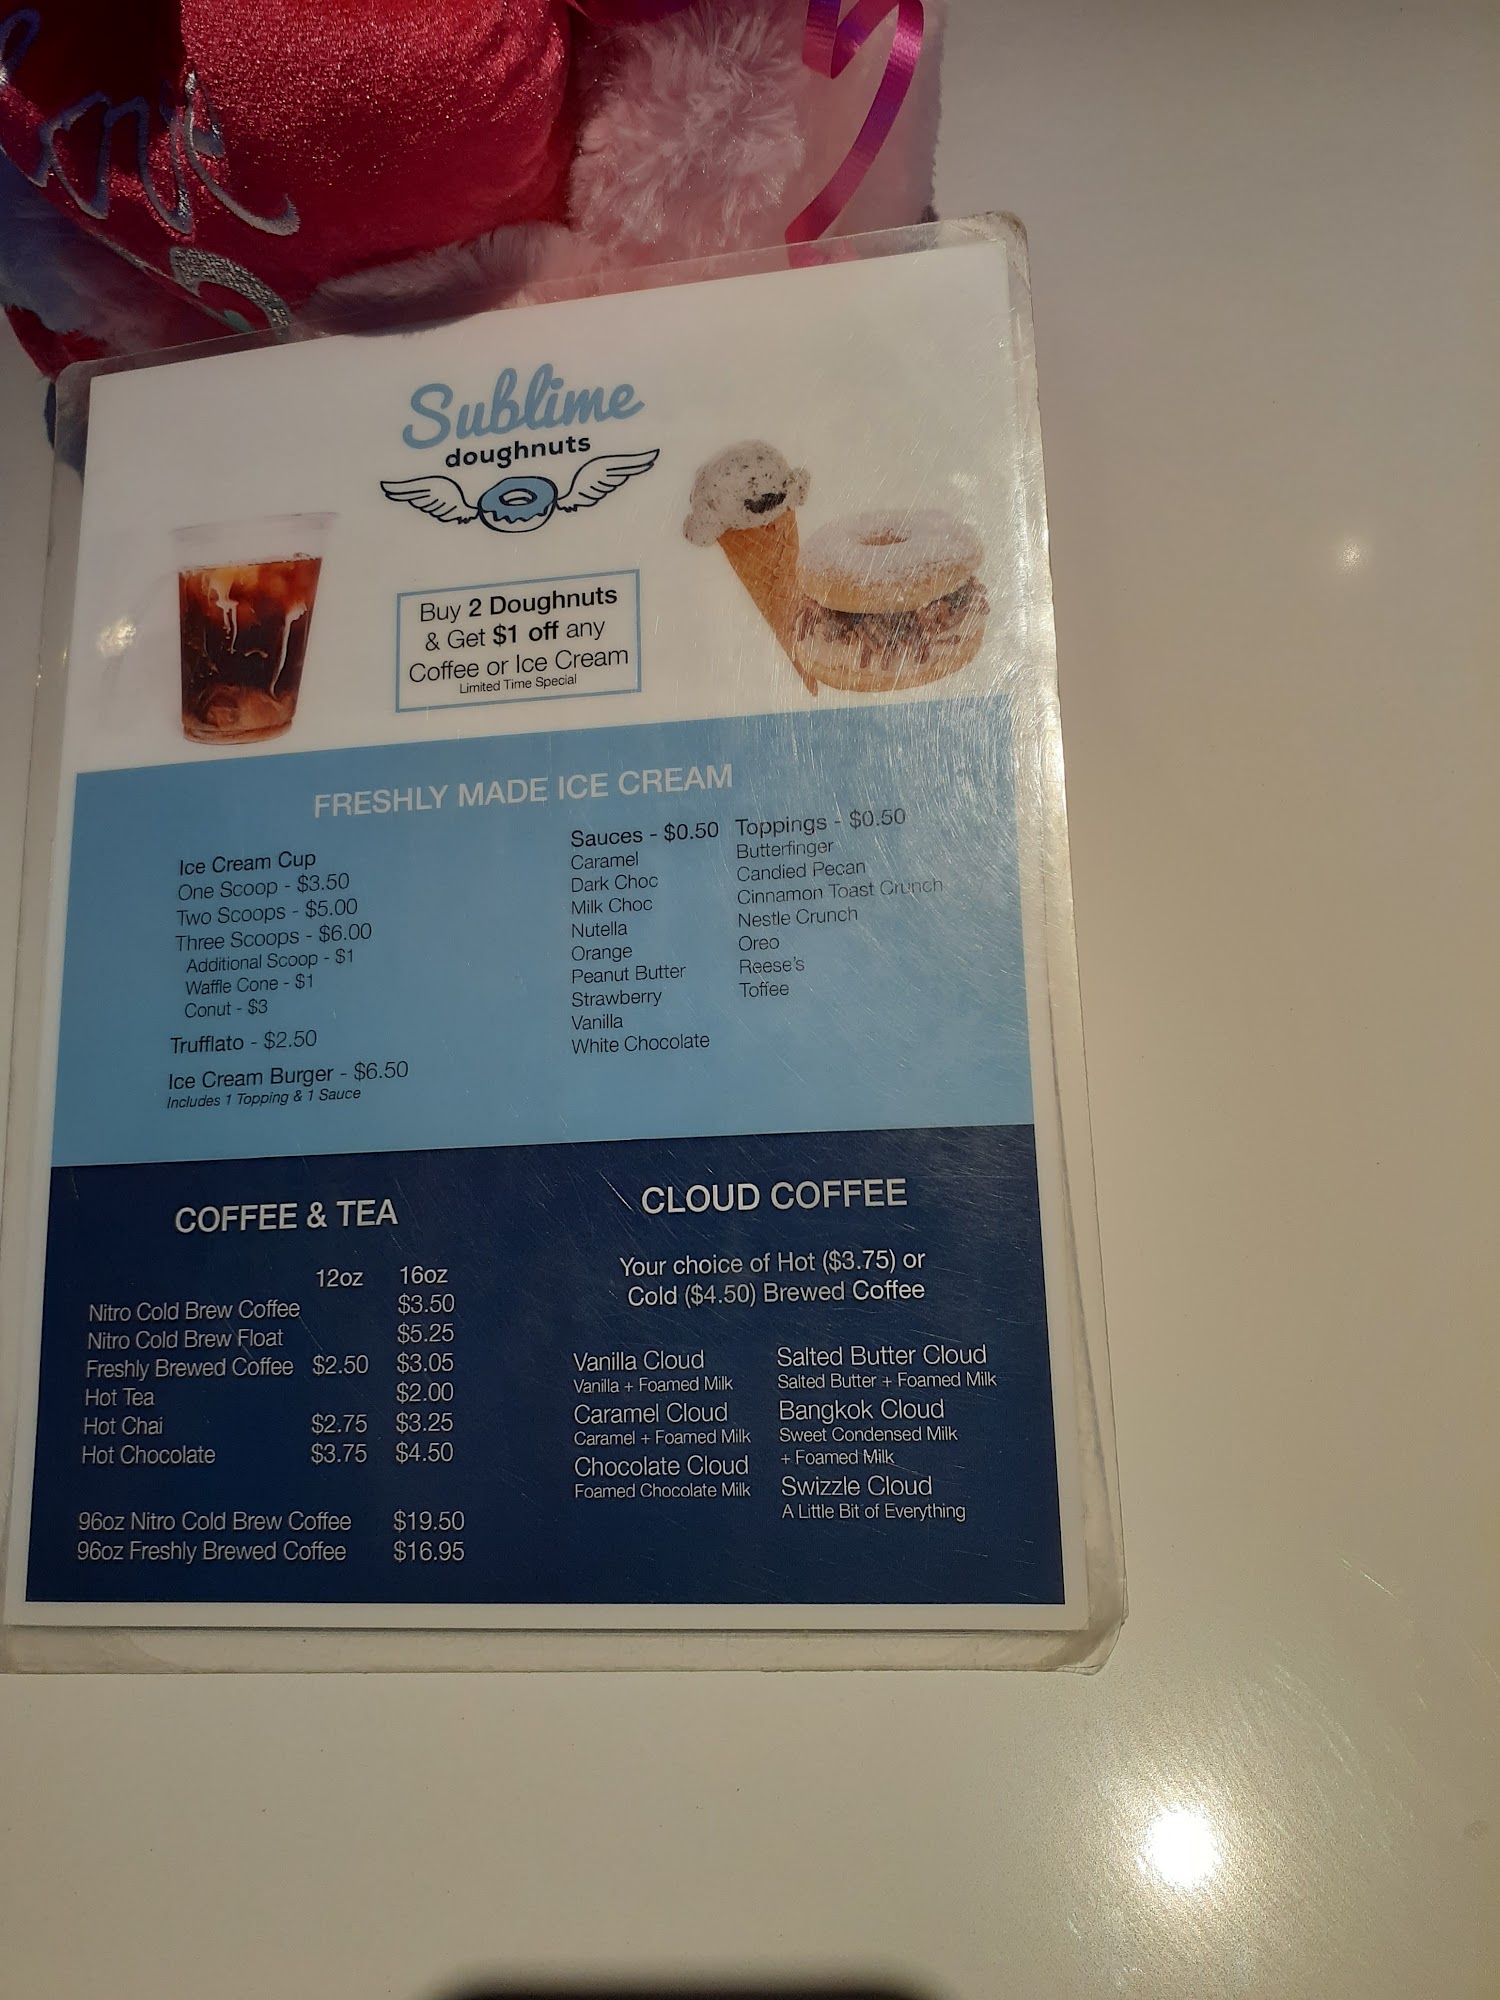 Sublime
doughnuts
Buy 2 Doughnuts
& Get $1 off any
Coffee or Ice Cream
Limited Time Special
FRESHLY MADE ICE CREAM
Ice Cream Cup
One Scoop - $3.50
Two Scoops - $5.00
Three Scoops - $6.00
Additional Scoop - $1
Waffle Cone - $1
Conut - $3
Trufflato - $2.50
Ice Cream Burger - $6.50
Includes 1 Topping & 1 Sauce
Sauces - $0.50
Caramel
Dark Choc
Milk Choc
Nutella
Orange
Peanut Butter
Strawberry
Vanilla
White Chocolate
Toppings - $0.50
Butterfinger
Candied Pecan
Cinnamon Toast Crunch
Nestle Crunch
Oreo
Reese's
Toffee
COFFEE & TEA
12oz 16oz
Nitro Cold Brew Coffee $3.50
Nitro Cold Brew Float $5.25
Freshly Brewed Coffee $2.50 $3.05
Hot Tea $2.00
Hot Chai $2.75 $3.25
Hot Chocolate $3.75 $4.50
96oz Nitro Cold Brew Coffee $19.50
96oz Freshly Brewed Coffee $16.95
CLOUD COFFEE
Your choice of Hot ($3.75) or
Cold ($4.50) Brewed Coffee
Vanilla Cloud
Vanilla + Foamed Milk
Caramel Cloud
Caramel + Foamed Milk
Chocolate Cloud
Foamed Chocolate Milk
Salted Butter Cloud
Salted Butter + Foamed Milk
Bangkok Cloud
Sweet Condensed Milk
+ Foamed Milk
Swizzle Cloud
A Little Bit of Everything